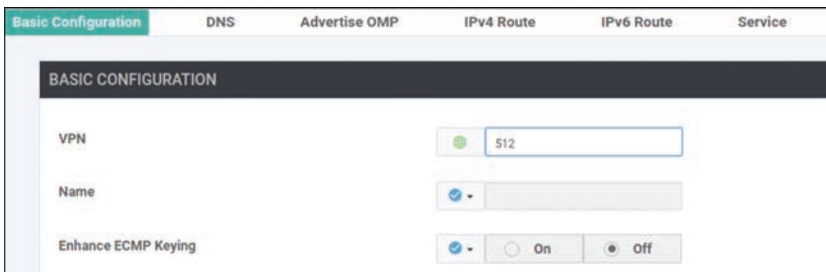 Basic Configuration DNS Advertise OMP IPv4 Route IPv6 Route Service
BASIC CONFIGURATION
VPN 512
Name
Enhance ECMP Keying On Off